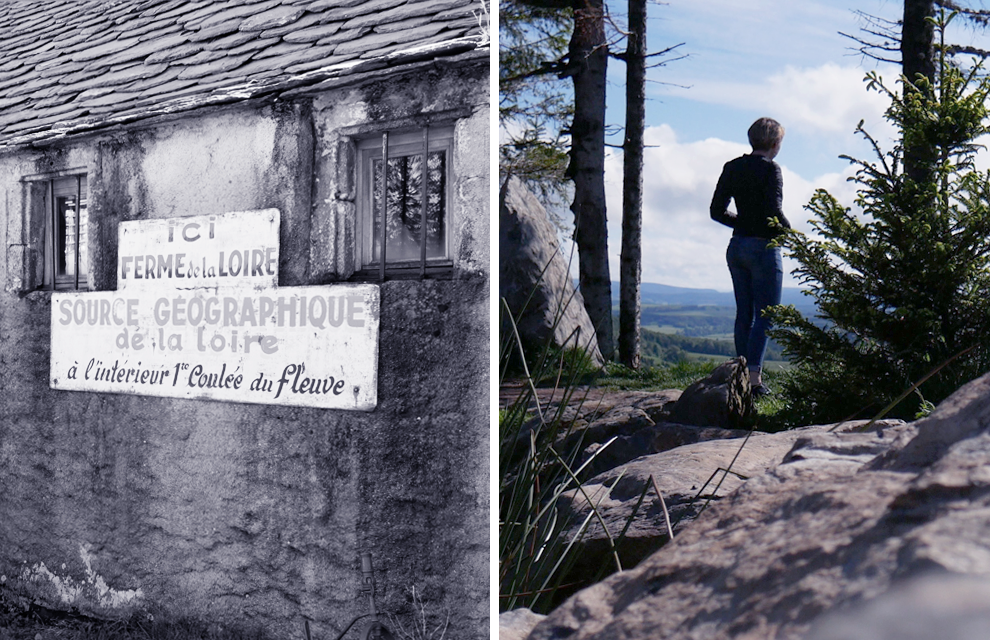 ici
FERME de la LOIRE
SOURCE GÉOGRAPHIQUE
de la loire
à l'intérieur 1re Coulée du fleuve